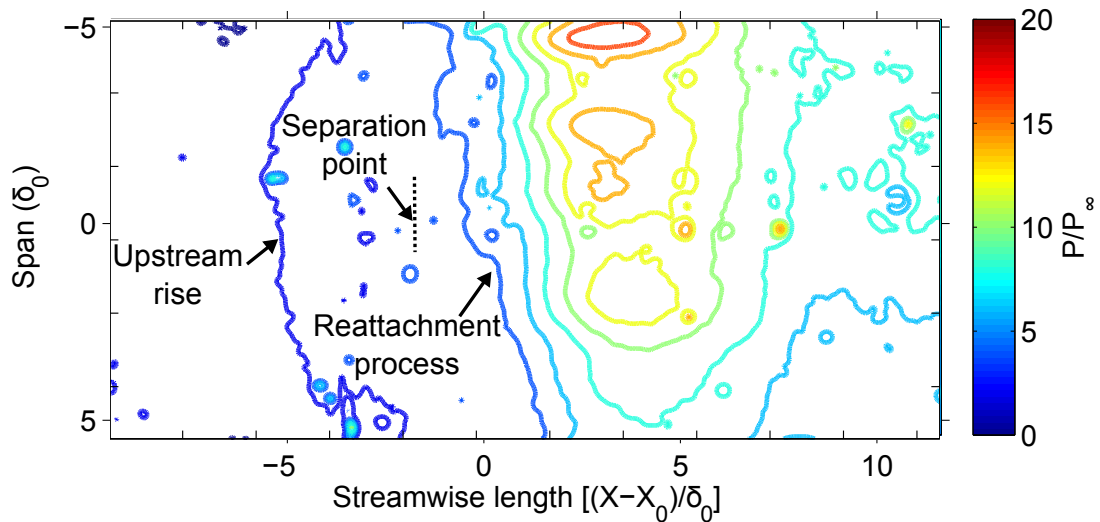 −5
0
5
Span (δ₀)
−5
0
5
10
Streamwise length [(X−X₀)/δ₀]
Separation
point
Upstream
rise
Reattachment
process
20
15
10
5
0
P/P∞